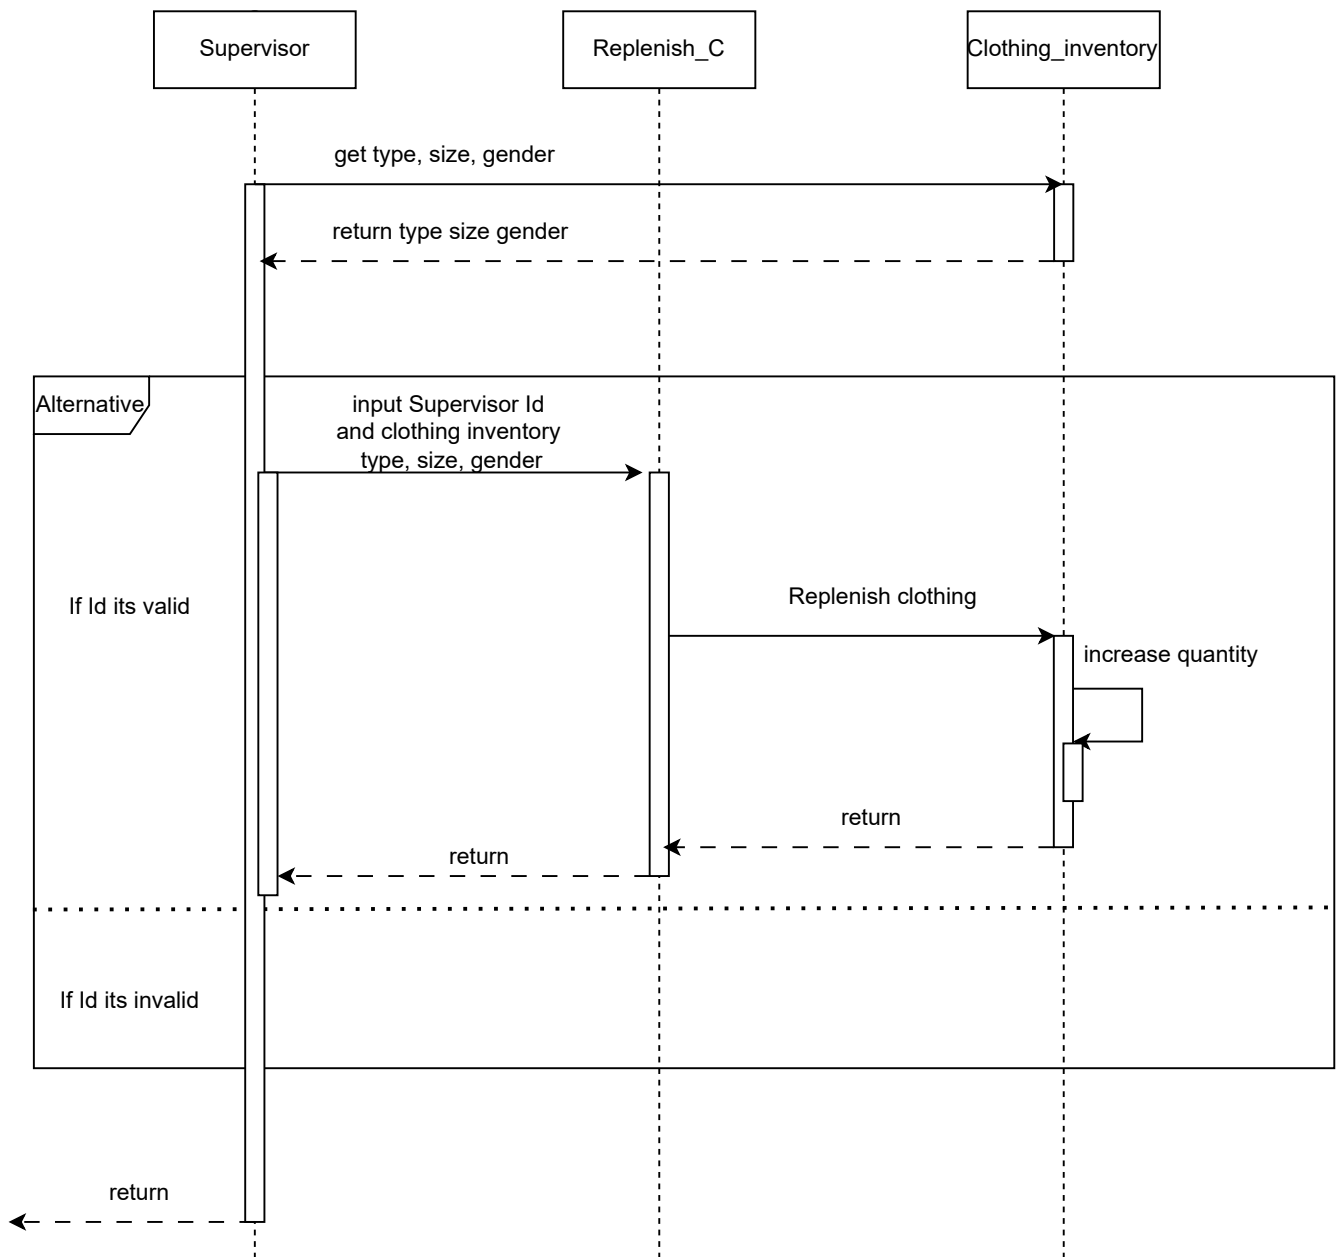 Supervisor
Replenish_C
Clothing_inventory
get type, size, gender
return type size gender
Alternative
input Supervisor Id
and clothing inventory
type, size, gender
If Id its valid
Replenish clothing
increase quantity
return
return
If Id its invalid
return